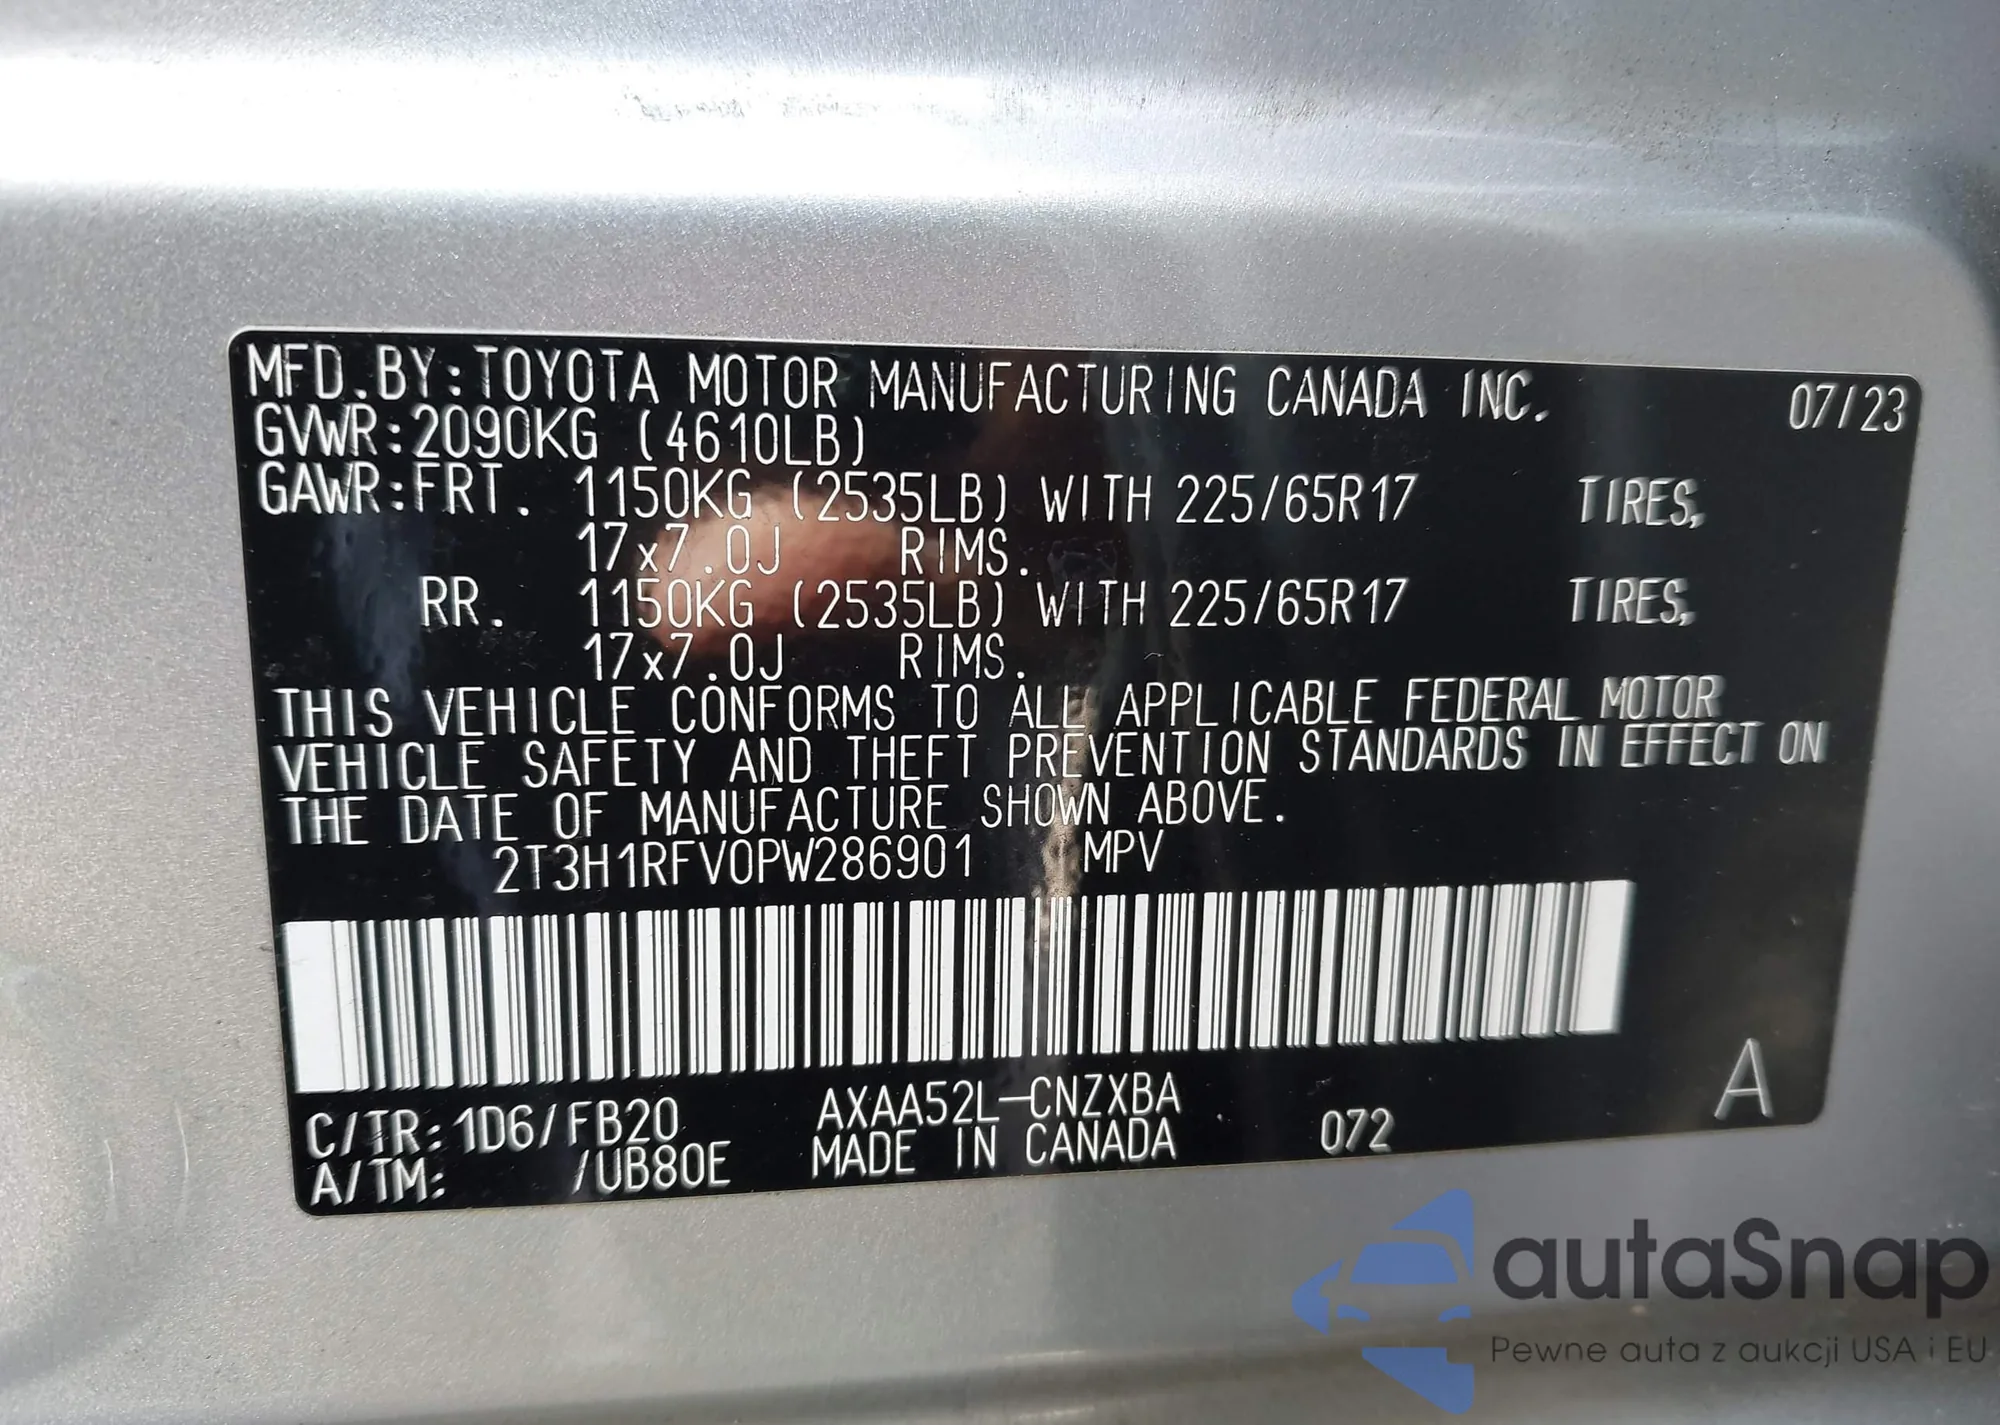 MFD.BY:TOYOTA MOTOR MANUFACTURING CANADA INC. 07/23
GVWR:2090KG (4610LB)
GAWR:FRT. 1150KG (2535LB) WITH 225/65R17 TIRES,
17x7.0J RIMS.
RR. 1150KG (2535LB) WITH 225/65R17 TIRES,
17x7.0J RIMS.
THIS VEHICLE CONFORMS TO ALL APPLICABLE FEDERAL MOTOR
VEHICLE SAFETY AND THEFT PREVENTION STANDARDS IN EFFECT ON
THE DATE OF MANUFACTURE SHOWN ABOVE.
2T3H1RFV0PW286901 MPV
C/TR:1D6/FB20 AXAA52L-CNZXBA A
A/TM: /UB80E MADE IN CANADA 072
autaSnap
Pewne auta z aukcji USA i EU